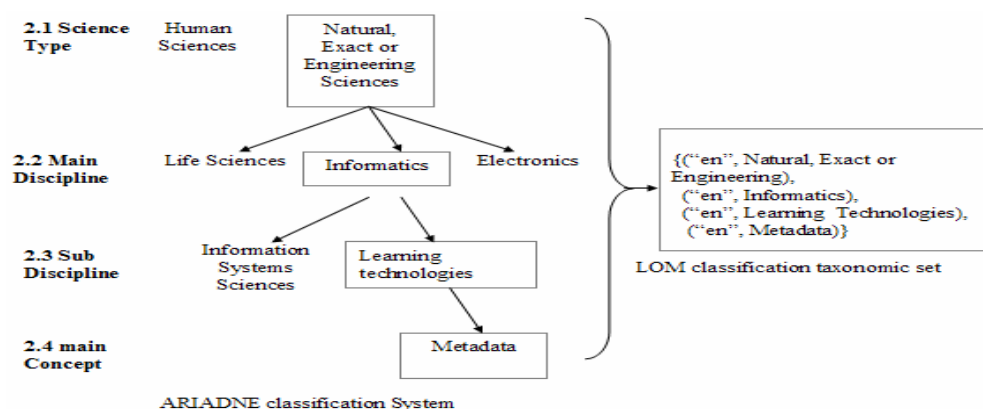 2.1 Science
Type
Human
Sciences
Natural,
Exact or
Engineering
Sciences
2.2 Main
Discipline
Life Sciences
Informatics
Electronics
2.3 Sub
Discipline
Information
Systems
Sciences
Learning
technologies
2.4 main
Concept
Metadata
ARIADNE classification System
{(“en”, Natural, Exact or
Engineering),
(“en”, Informatics),
(“en”, Learning Technologies),
(“en”, Metadata)}
LOM classification taxonomic set